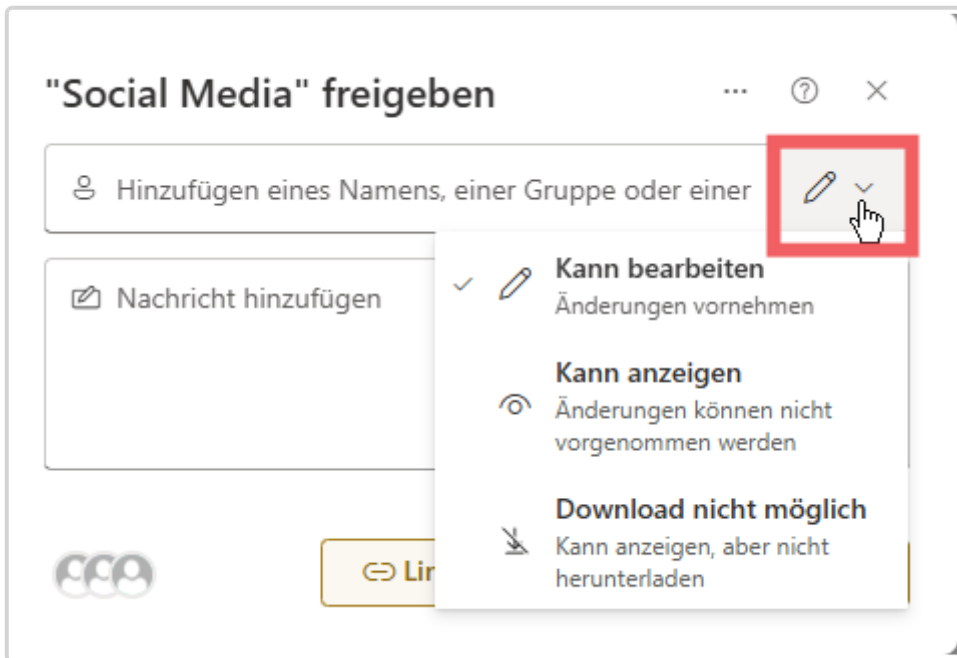 "Social Media" freigeben
Hinzufügen eines Namens, einer Gruppe oder einer
Nachricht hinzufügen
Kann bearbeiten
Änderungen vornehmen
Kann anzeigen
Änderungen können nicht
vorgenommen werden
Download nicht möglich
Kann anzeigen, aber nicht
herunterladen